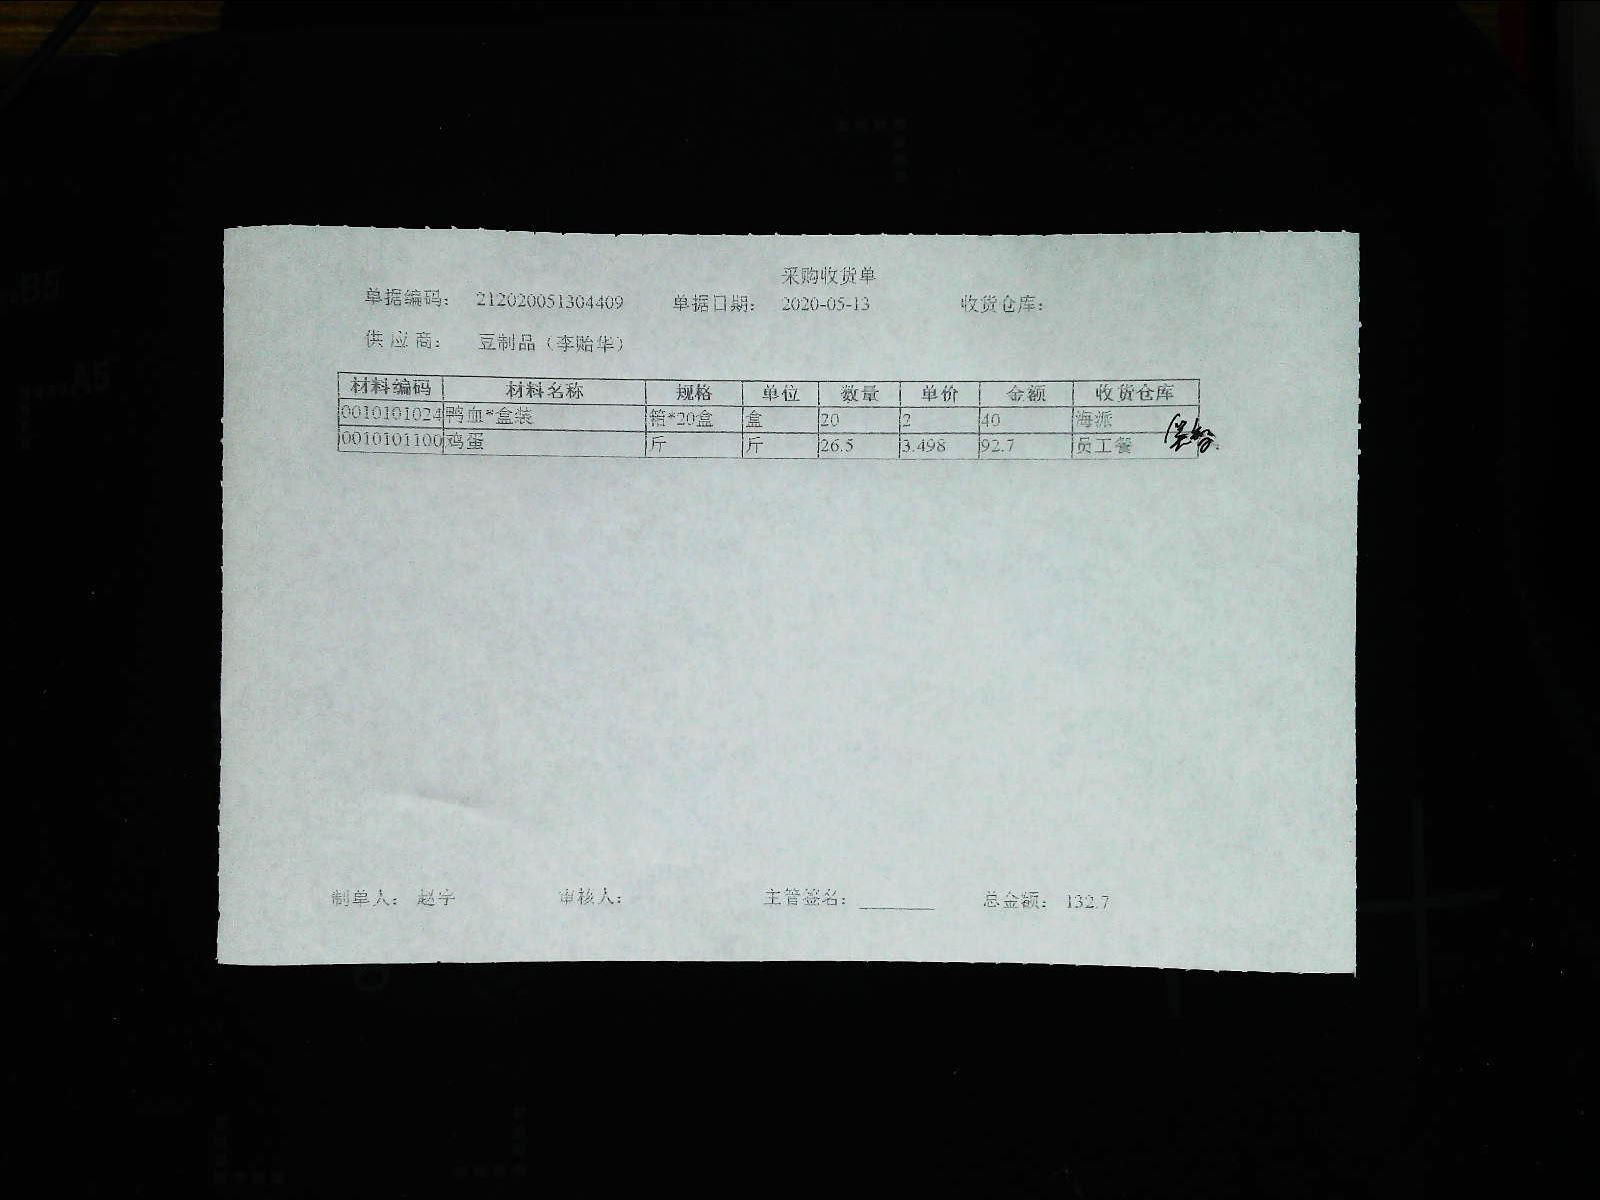 采购收货单
单据编码: 212020051304409 单据日期: 2020-05-13 收货仓库:
供应商: 豆制品（李贻华）
材料编码 材料名称 规格 单位 数量 单价 金额 收货仓库
0010101024 鸭血*盒装 箱*20盒 盒 20 2 40 海派
0010101100 鸡蛋 斤 斤 26.5 3.498 92.7 员工餐
制单人: 赵宇 审核人: 主管签名: 总金额: 132.7